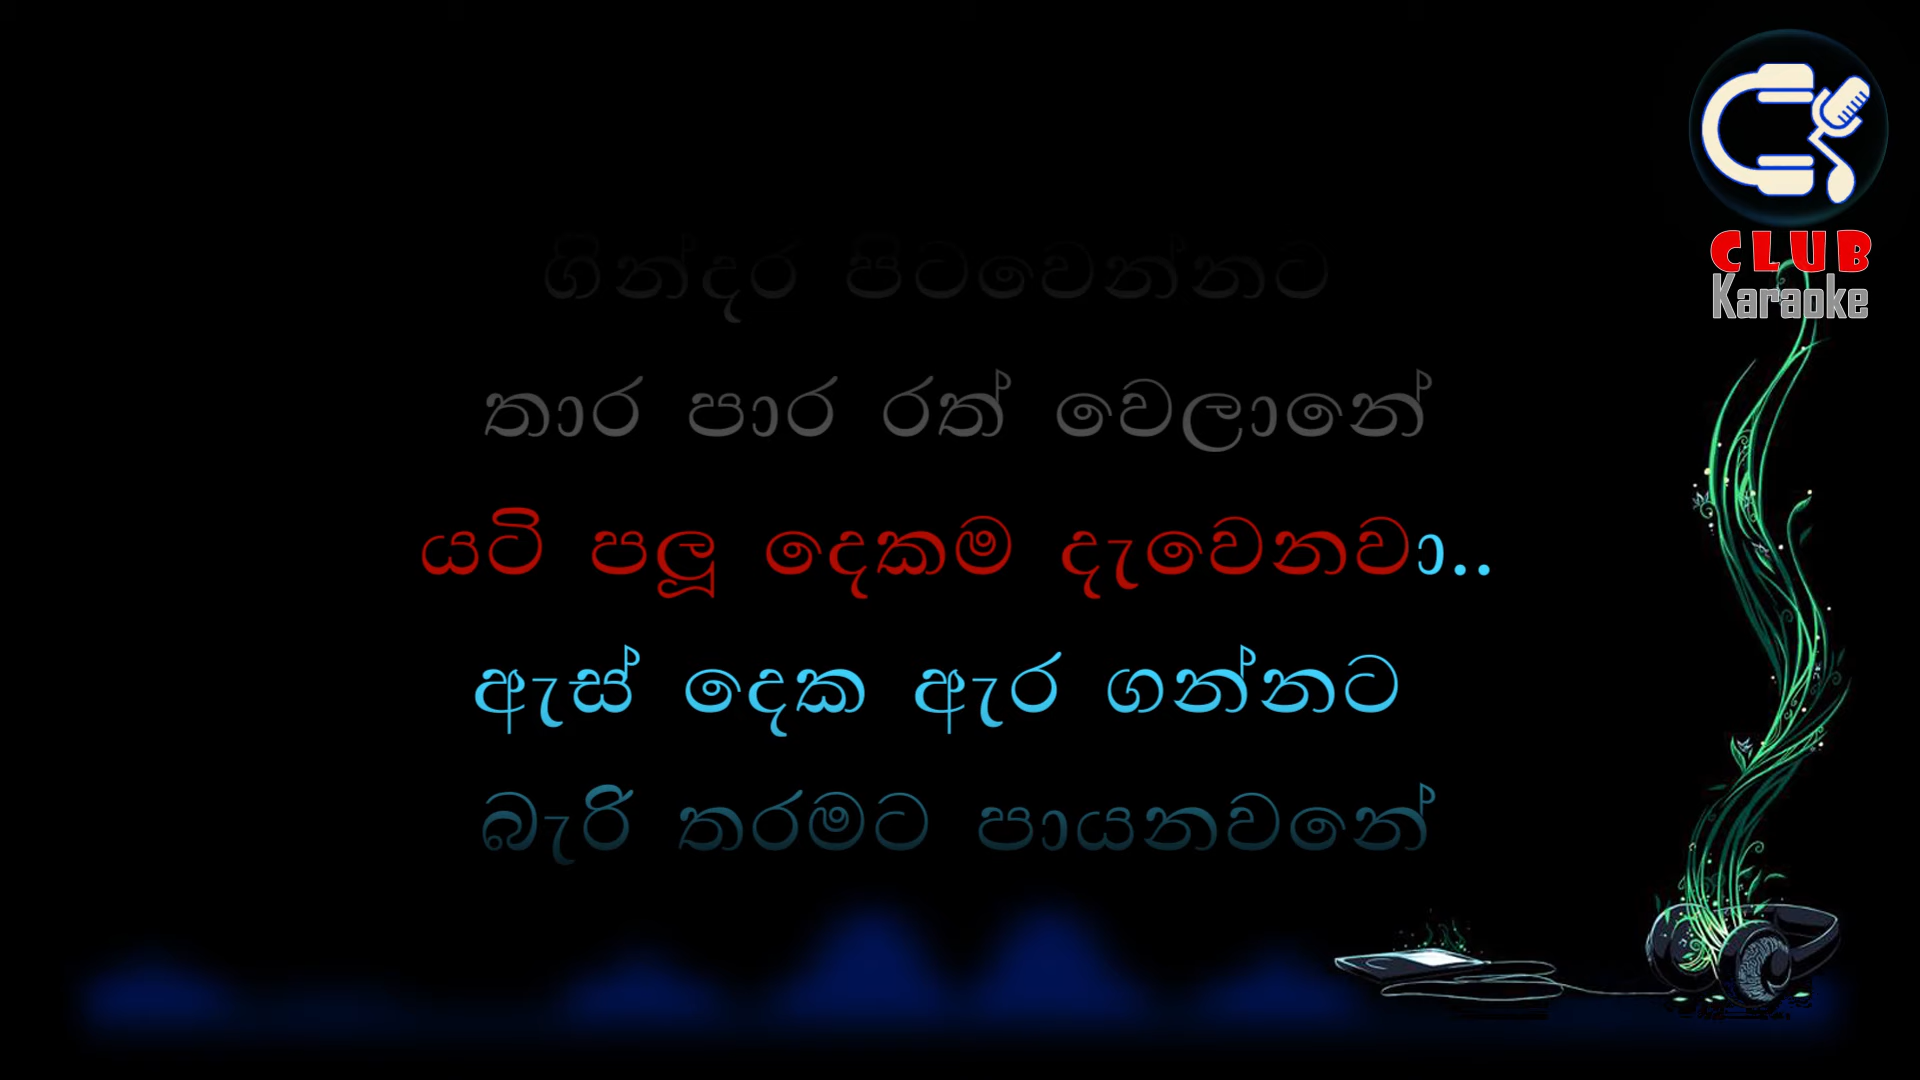 CLUB
Karaoke
ගින්දර පිටවෙන්නට
තාර පාර රත් වෙලානේ
යටි පලූ දෙකම දැවෙනවා..
ඇස් දෙක ඇර ගන්නට
බැරි තරමට පායනවනේ